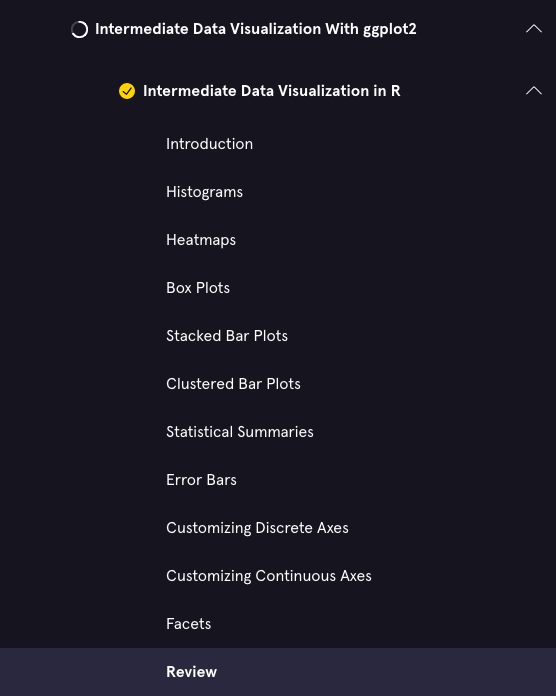 Intermediate Data Visualization With ggplot2
Intermediate Data Visualization in R
Introduction
Histograms
Heatmaps
Box Plots
Stacked Bar Plots
Clustered Bar Plots
Statistical Summaries
Error Bars
Customizing Discrete Axes
Customizing Continuous Axes
Facets
Review